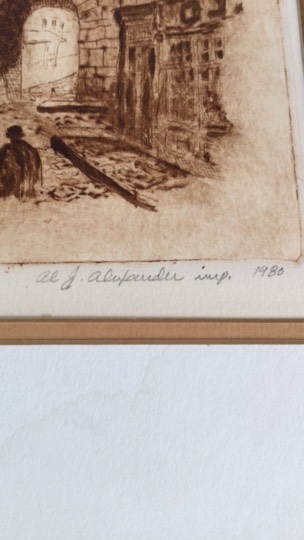 Al J. Alexander imp. 1980